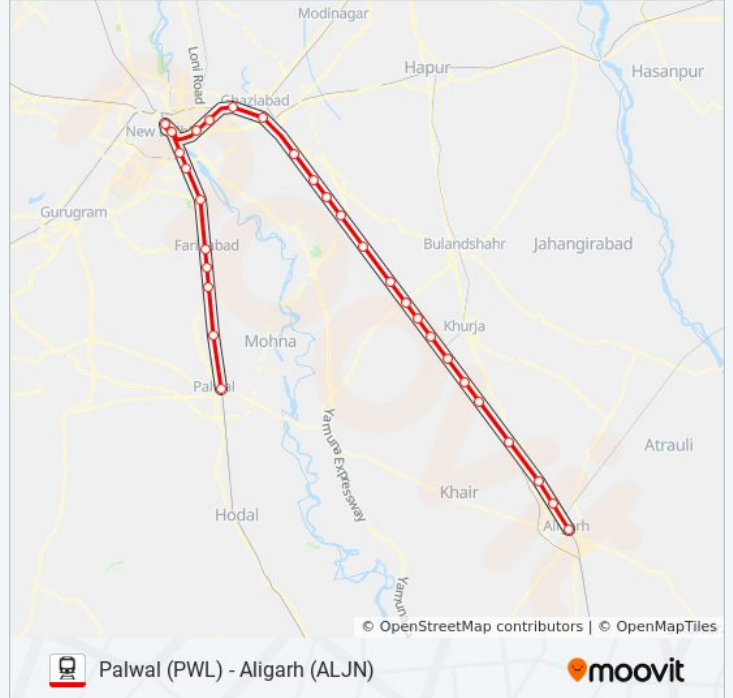 Modinagar
Loni Road
Hapur
Hasanpur
Ghaziabad
New Delhi
Gurugram
Faridabad
Bulandshahr
Jahangirabad
Khurja
Mohna
Palwal
Yamuna Expressway
Atrauli
Khair
Hodal
Aligarh
Yamun
© OpenStreetMap contributors | © OpenMapTiles
Palwal (PWL) - Aligarh (ALJN)
moovit